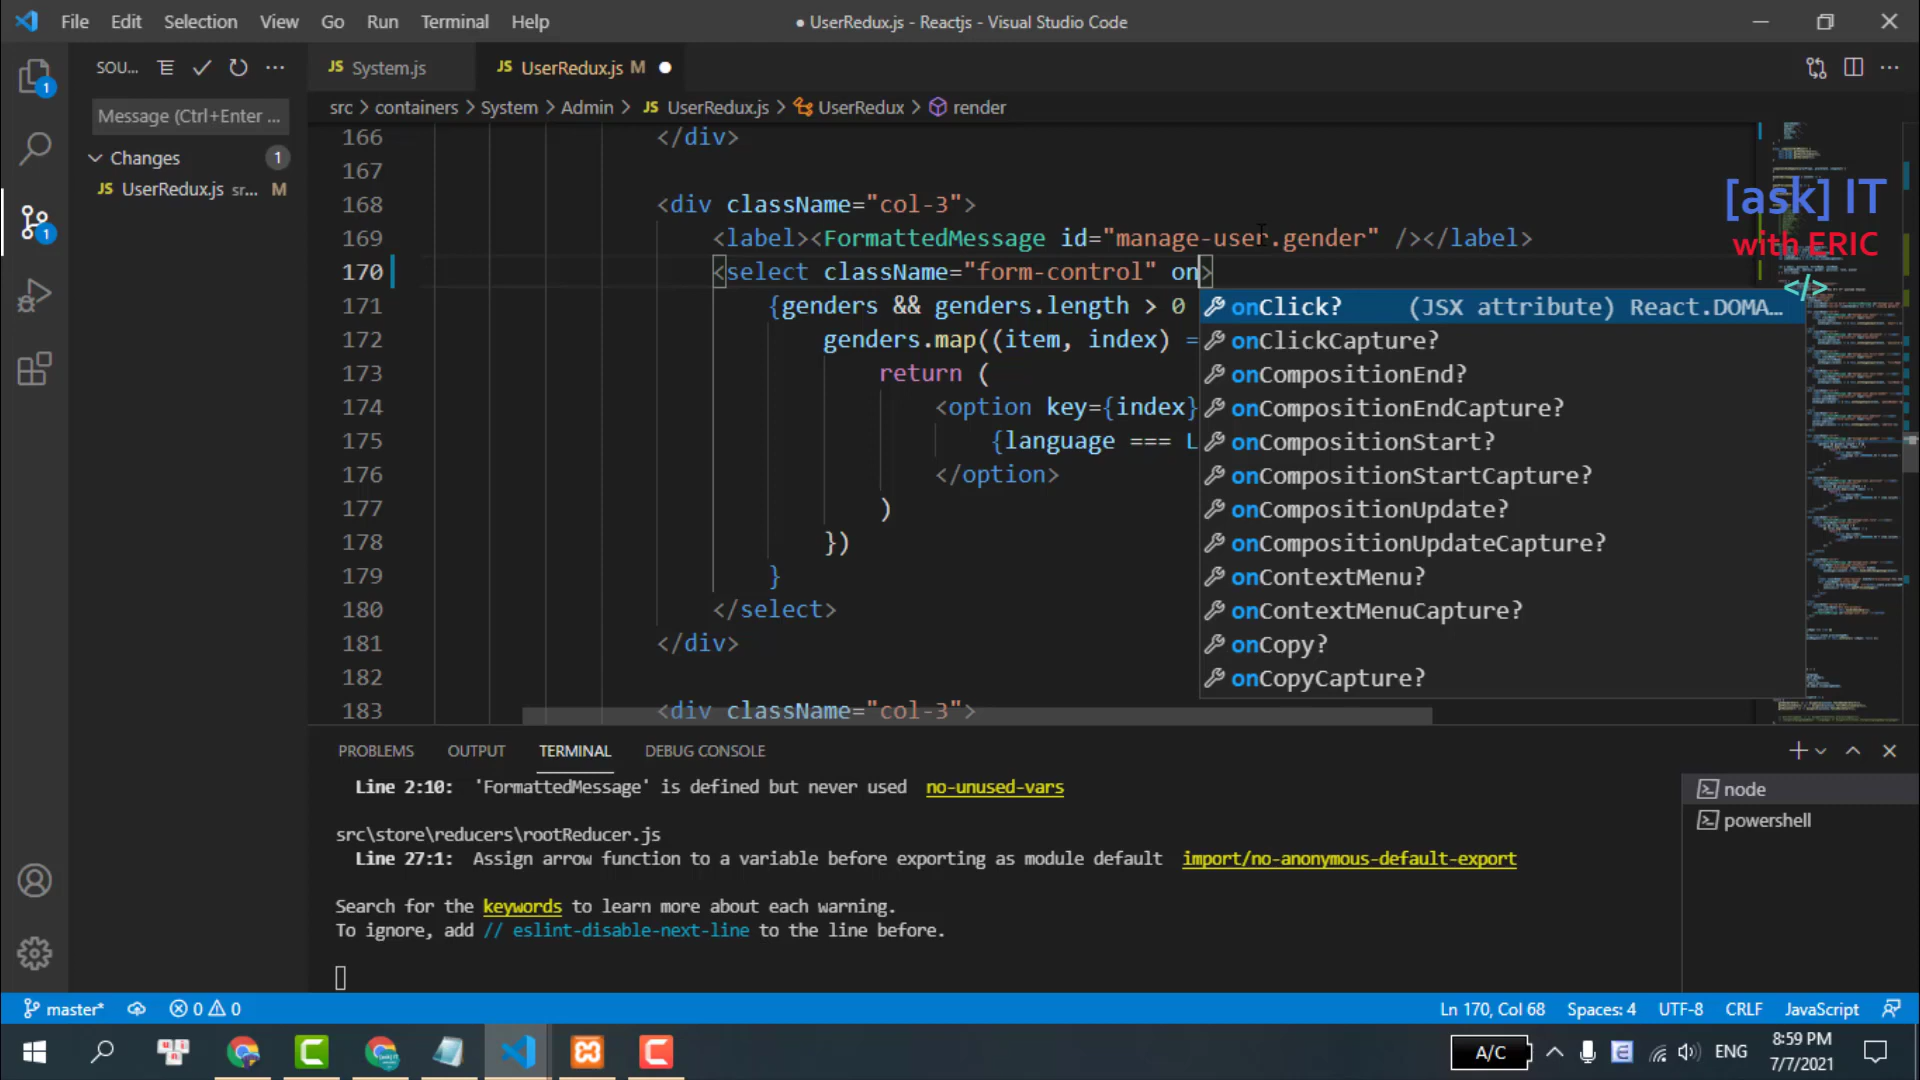 File Edit Selection View Go Run Terminal Help
● UserRedux.js - Reactjs - Visual Studio Code
SOU...
JS System.js
JS UserRedux.js M
src > containers > System > Admin > JS UserRedux.js > UserRedux > render
Message (Ctrl+Enter ...
Changes 1
JS UserRedux.js sr... M
1
1
[ask] IT
with ERIC
</>
166 </div>
167
168 <div className="col-3">
169 <label><FormattedMessage id="manage-user.gender" /></label>
170 <select className="form-control" on>
171 {genders && genders.length > 0
172 genders.map((item, index) =
173 return (
174 <option key={index}
175 {language === L
176 </option>
177 )
178 })
179 }
180 </select>
181 </div>
182
183 <div className="col-3">
onClick? (JSX attribute) React.DOMA...
onClickCapture?
onCompositionEnd?
onCompositionEndCapture?
onCompositionStart?
onCompositionStartCapture?
onCompositionUpdate?
onCompositionUpdateCapture?
onContextMenu?
onContextMenuCapture?
onCopy?
onCopyCapture?
PROBLEMS OUTPUT TERMINAL DEBUG CONSOLE
Line 2:10: 'FormattedMessage' is defined but never used no-unused-vars
src\store\reducers\rootReducer.js
Line 27:1: Assign arrow function to a variable before exporting as module default import/no-anonymous-default-export
Search for the keywords to learn more about each warning.
To ignore, add // eslint-disable-next-line to the line before.
node
powershell
master* 0 0
Ln 170, Col 68 Spaces: 4 UTF-8 CRLF JavaScript
A/C
ENG
8:59 PM
7/7/2021